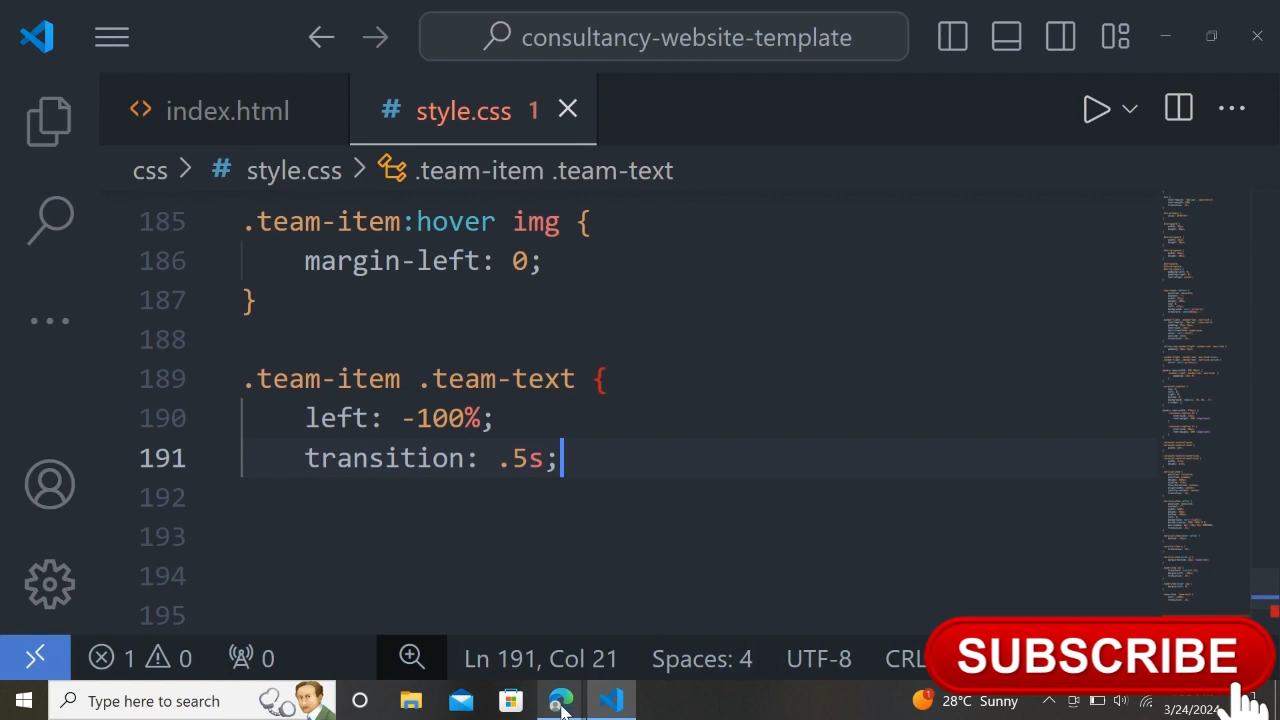 consultancy-website-template
index.html
style.css 1
css > style.css > .team-item .team-text
185 .team-item:hover img {
186 margin-left: 0;
187 }
188
189 .team-item .team-text {
190 left: -100%;
191 transition: .5s;
192
193
194
195
1 0 0 Ln 191, Col 21 Spaces: 4 UTF-8 CRL
SUBSCRIBE
Type here to search
28°C Sunny
3/24/2024